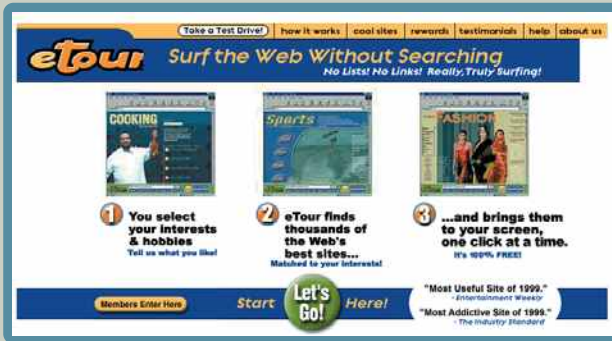 Take a Test Drive! how it works cool sites rewards testimonials help about us
eTour
Surf the Web Without Searching
No Lists! No Links! Really, Truly Surfing!
COOKING
Sports
FASHION
1 You select
your interests
& hobbies
Tell us what you like!
2 eTour finds
thousands of
the Web's
best sites...
Matched to your interests!
3 ...and brings them
to your screen,
one click at a time.
It's 100% FREE!
Members Enter Here
Start Let's Go! Here!
"Most Useful Site of 1999."
- Entertainment Weekly
"Most Addictive Site of 1999."
- The Industry Standard